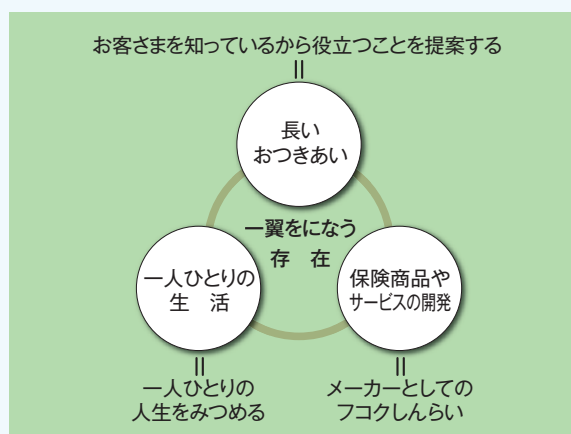 お客さまを知っているから役立つことを提案する
||
長い
おつきあい
一翼をになう
存　在
一人ひとりの
生　活
保険商品や
サービスの開発
||
一人ひとりの
人生をみつめる
||
メーカーとしての
フコクしんらい